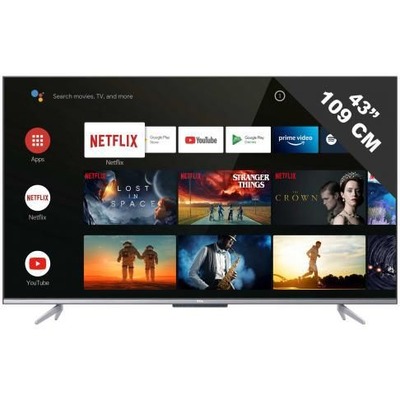 Search movies, TV, and more
43”
109 CM
NETFLIX
YouTube
Google Play
prime video
Apps
Netflix
NETFLIX
LOST
IN
SPACE
NETFLIX
STRANGER
THINGS
NETFLIX
THE
CROWN
NETFLIX
Netflix
YouTube